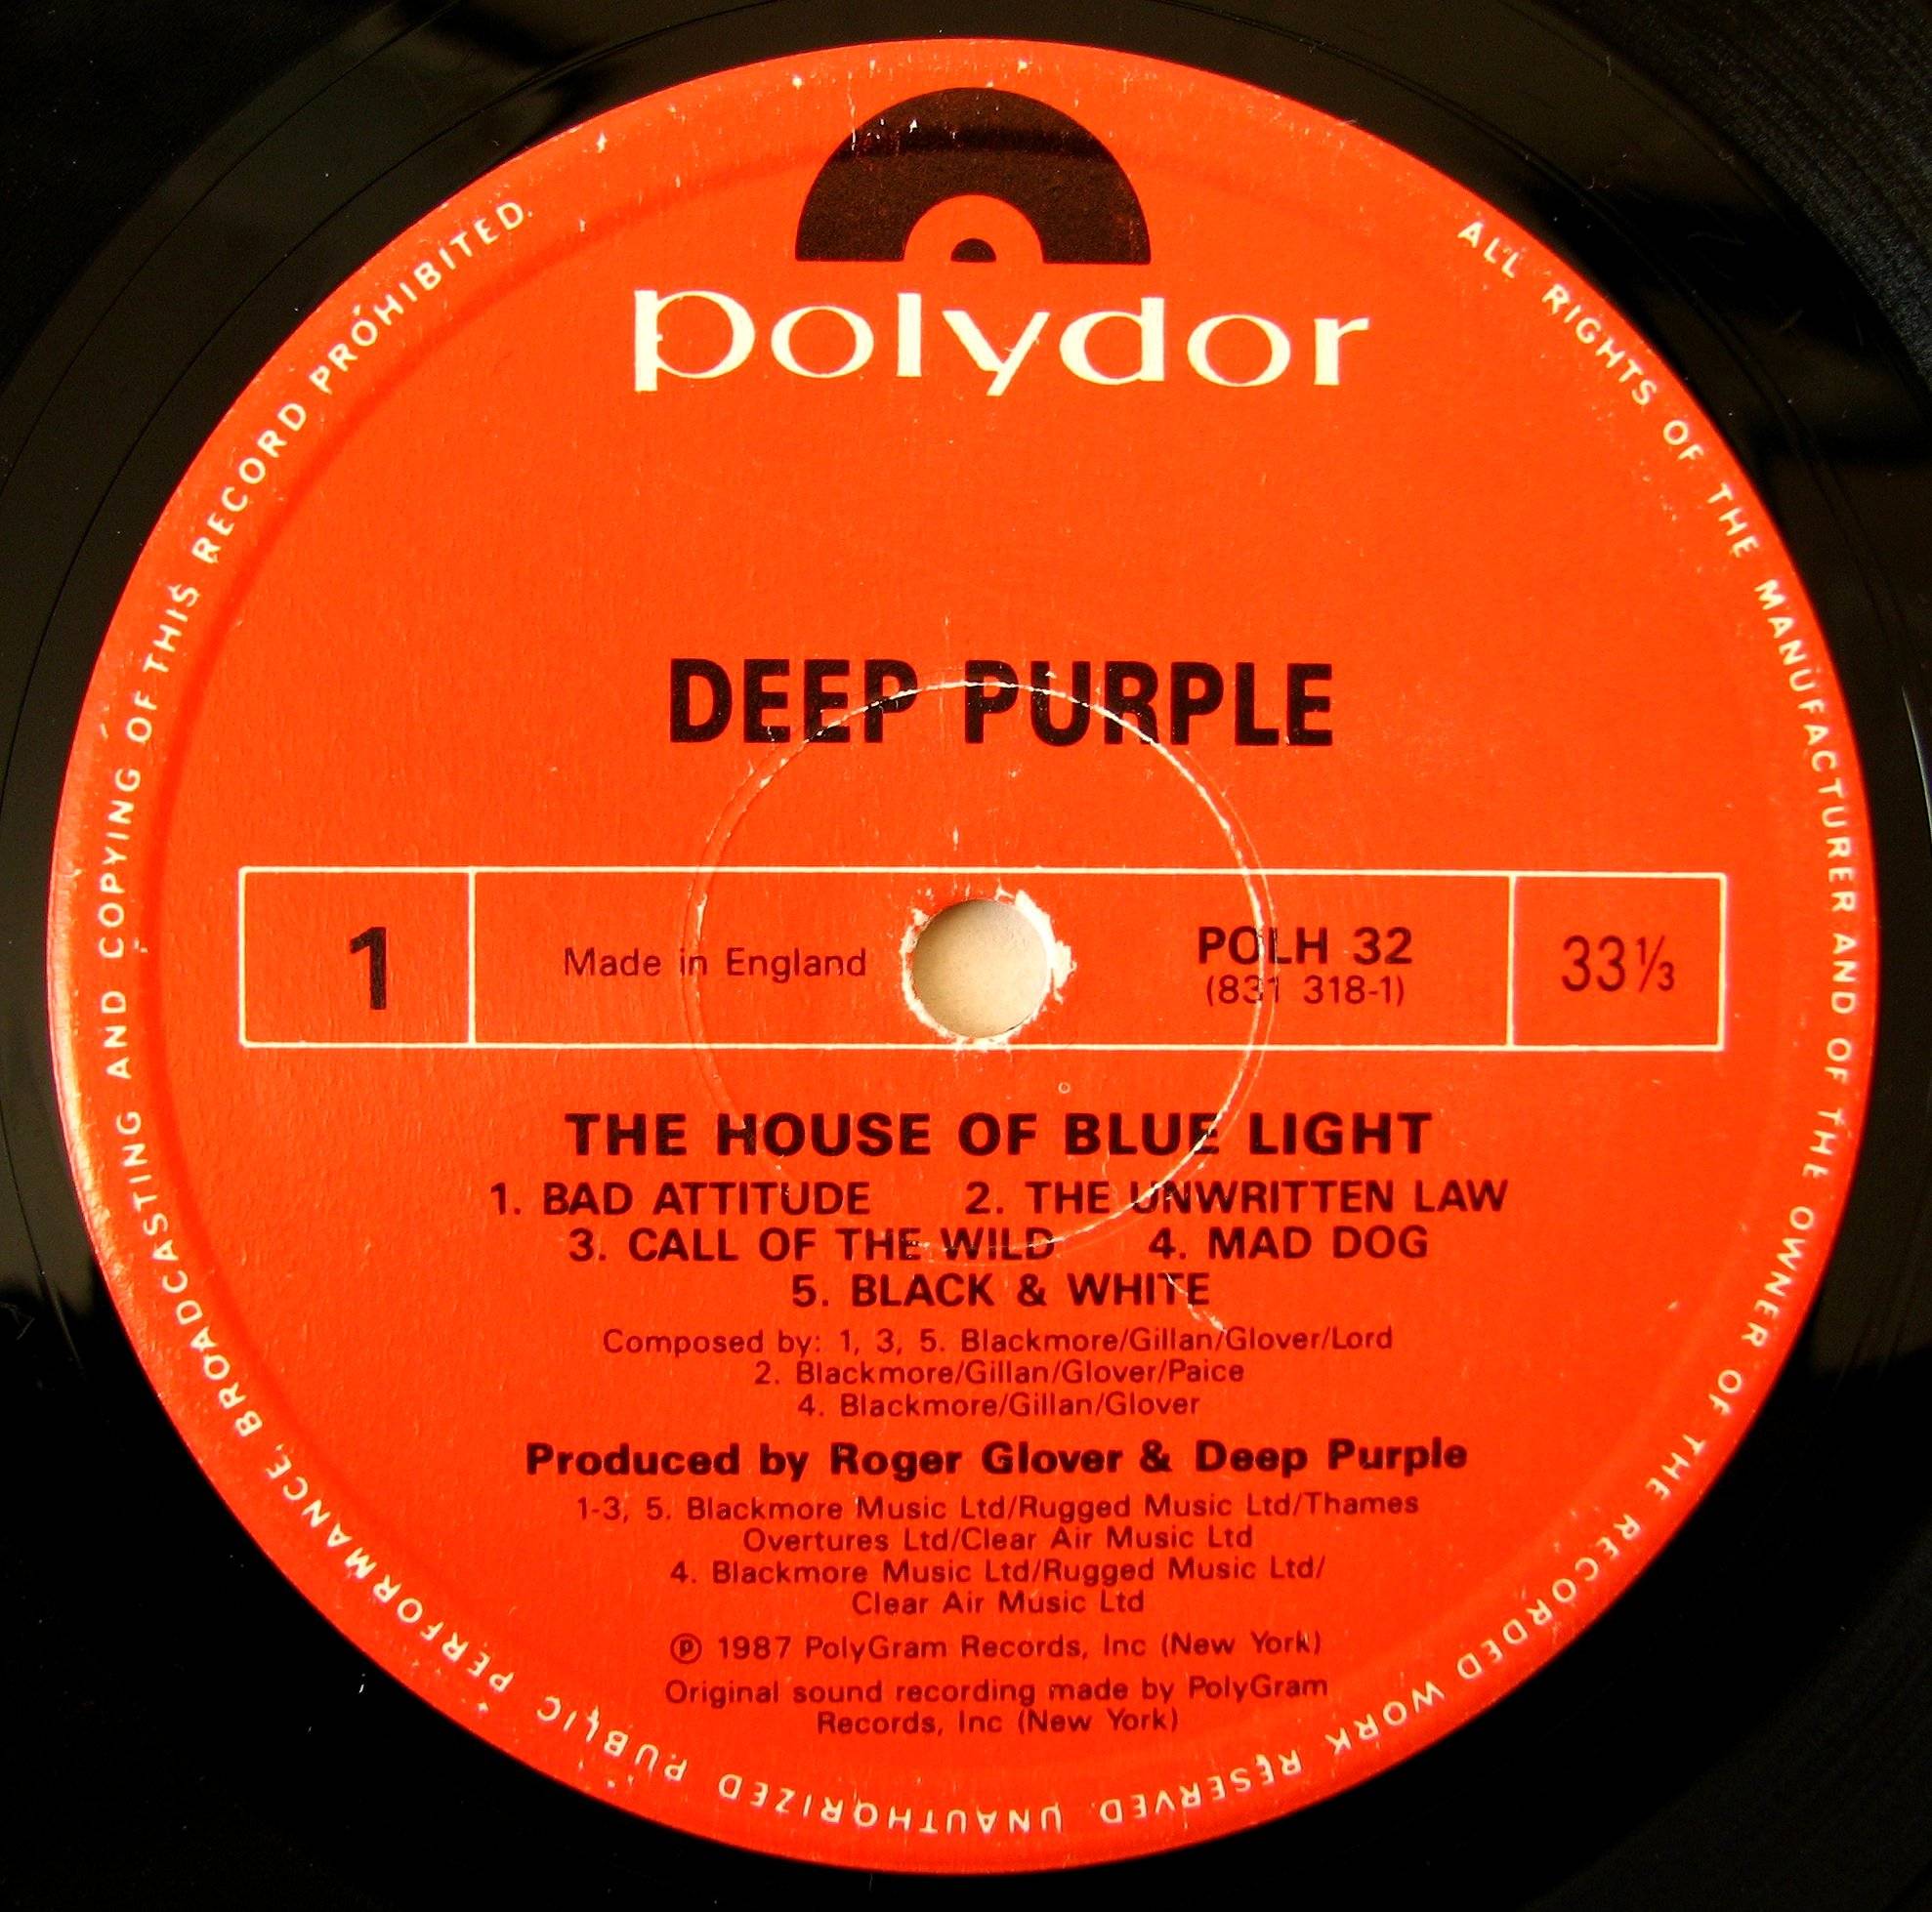 polydor
DEEP PURPLE
1
Made in England
POLH 32
(831 318-1)
33⅓
THE HOUSE OF BLUE LIGHT
1. BAD ATTITUDE 2. THE UNWRITTEN LAW
3. CALL OF THE WILD 4. MAD DOG
5. BLACK & WHITE
Composed by: 1, 3, 5. Blackmore/Gillan/Glover/Lord
2. Blackmore/Gillan/Glover/Paice
4. Blackmore/Gillan/Glover
Produced by Roger Glover & Deep Purple
1-3, 5. Blackmore Music Ltd/Rugged Music Ltd/Thames
Overtures Ltd/Clear Air Music Ltd
4. Blackmore Music Ltd/Rugged Music Ltd/
Clear Air Music Ltd
℗ 1987 PolyGram Records, Inc (New York)
Original sound recording made by PolyGram
Records, Inc (New York)
ALL RIGHTS OF THE MANUFACTURER AND OF THE OWNER OF THE RECORDED WORK RESERVED. UNAUTHORIZED PUBLIC PERFORMANCE, BROADCASTING AND COPYING OF THIS RECORD PROHIBITED.